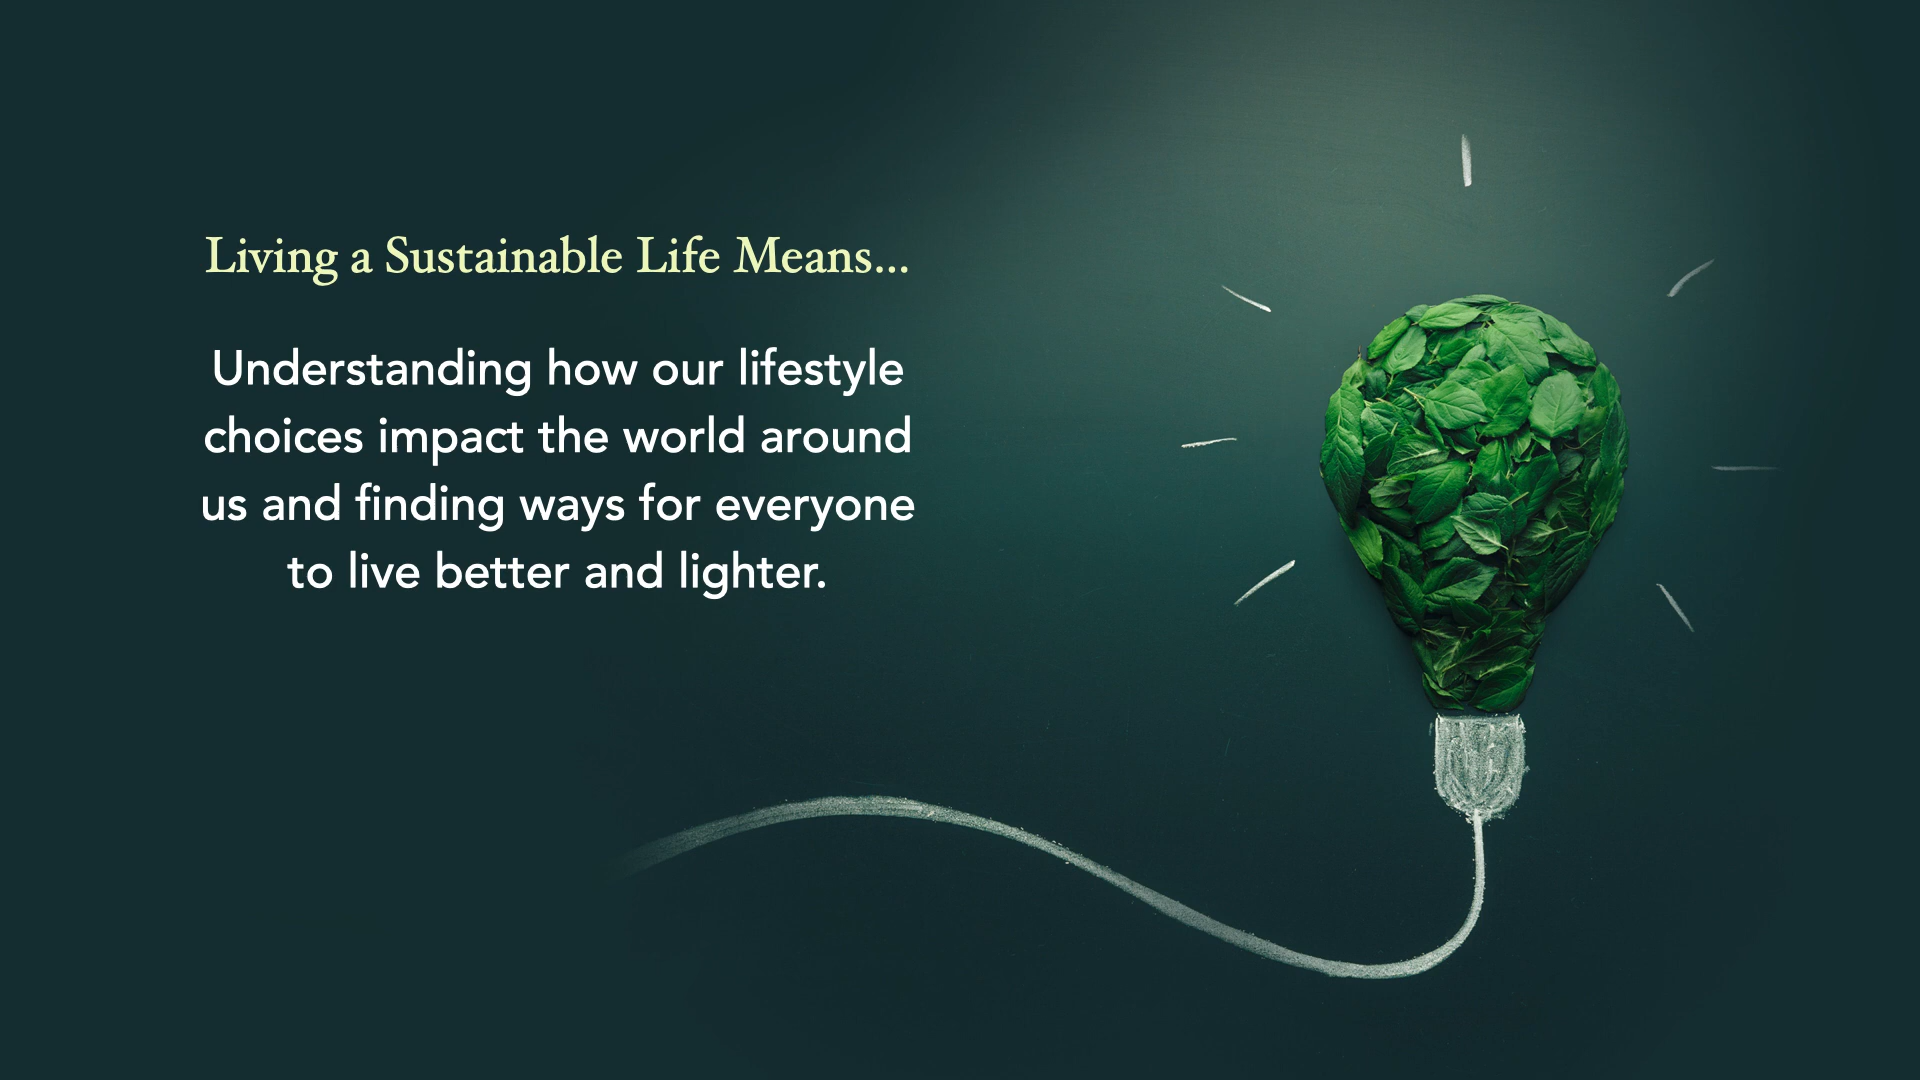 Living a Sustainable Life Means...
Understanding how our lifestyle
choices impact the world around
us and finding ways for everyone
to live better and lighter.